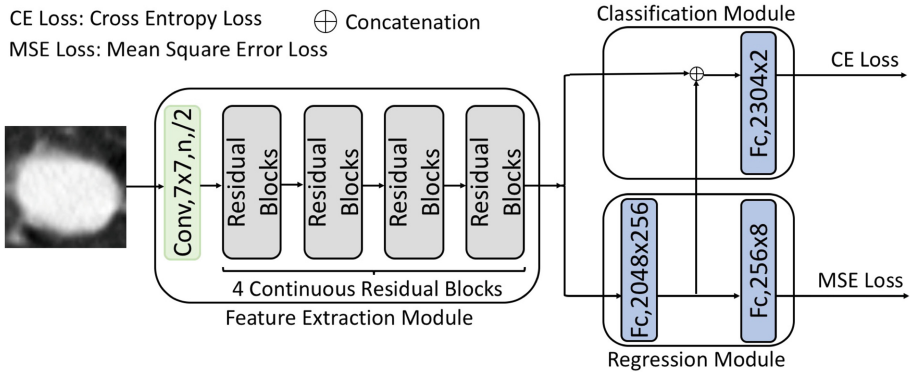 CE Loss: Cross Entropy Loss
MSE Loss: Mean Square Error Loss
⊕ Concatenation
Classification Module
Conv,7x7,n,/2
Residual
Blocks
Residual
Blocks
Residual
Blocks
Residual
Blocks
4 Continuous Residual Blocks
Feature Extraction Module
Fc,2304x2
CE Loss
Fc,2048x256
Fc,256x8
MSE Loss
Regression Module